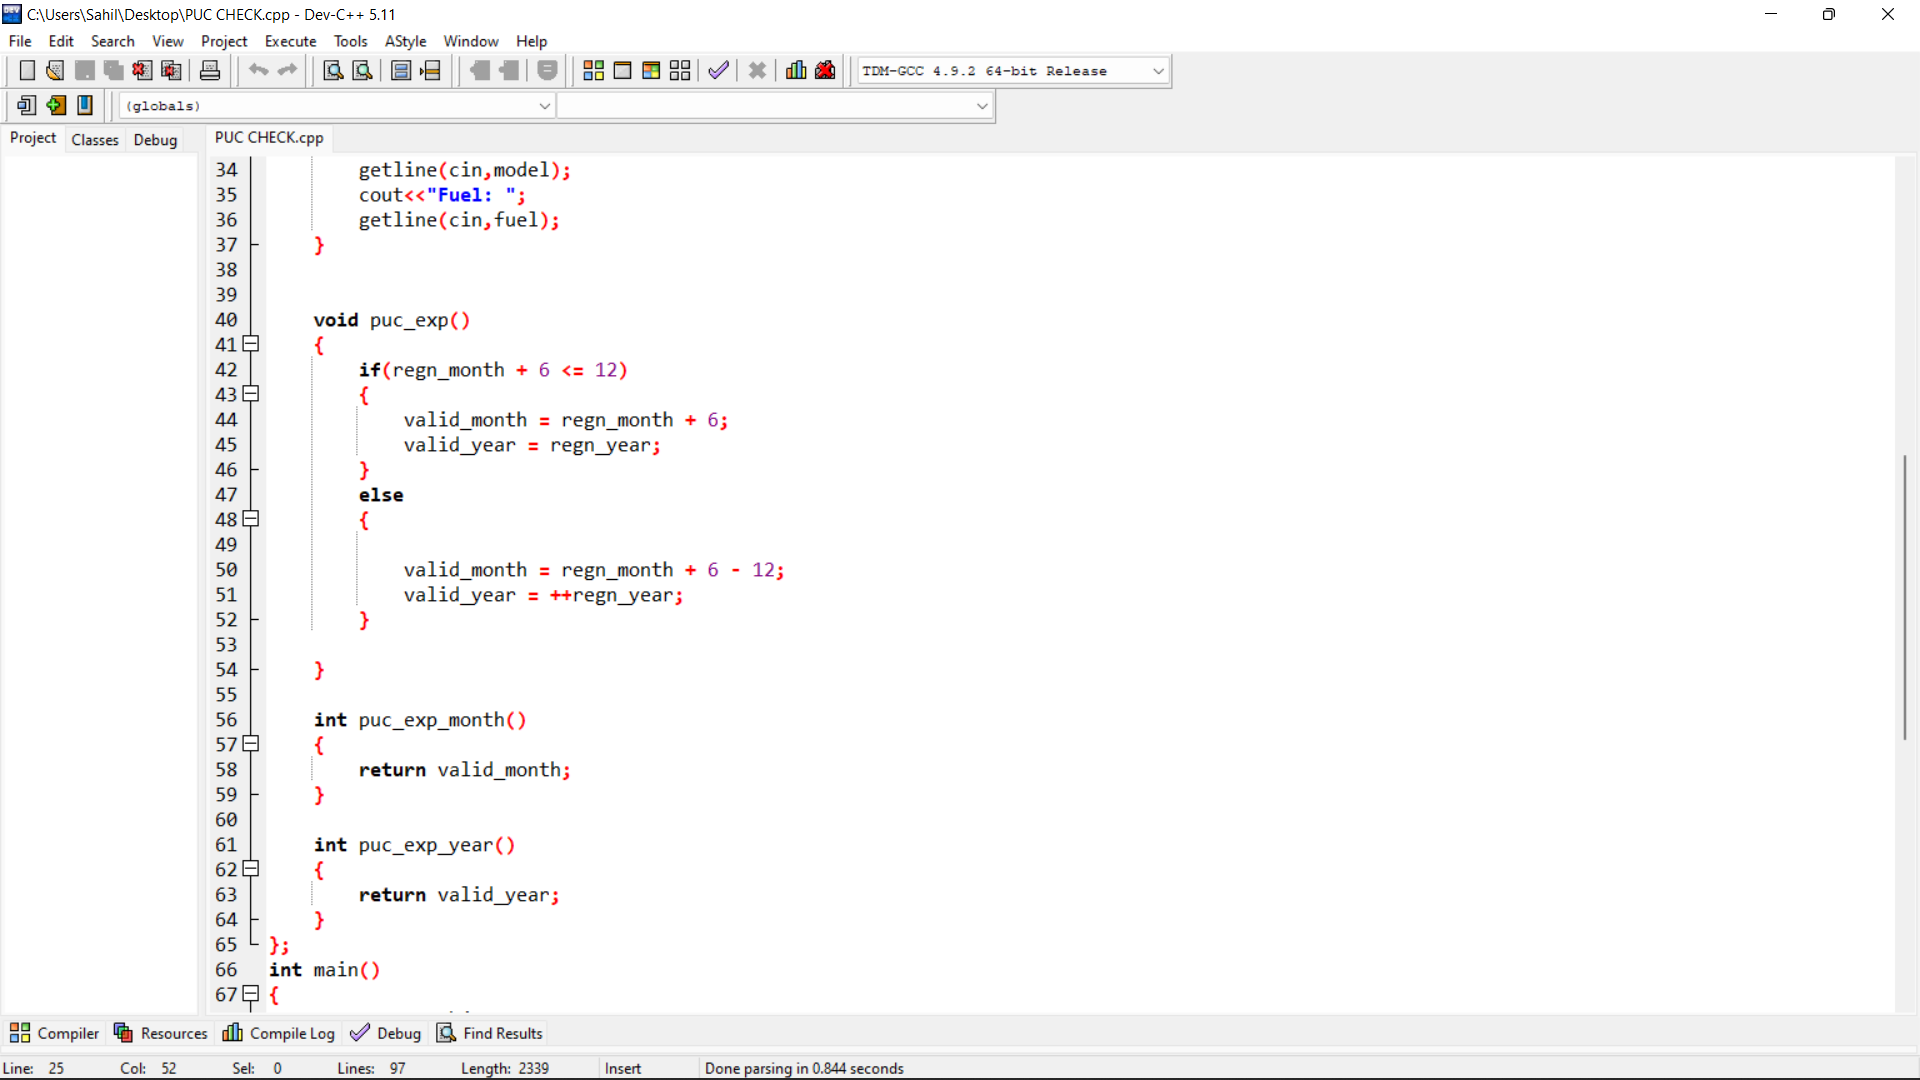 C:\Users\Sahil\Desktop\PUC CHECK.cpp - Dev-C++ 5.11
File Edit Search View Project Execute Tools AStyle Window Help
TDM-GCC 4.9.2 64-bit Release
(globals)
Project Classes Debug
PUC CHECK.cpp
34 getline(cin,model);
35 cout<<"Fuel: ";
36 getline(cin,fuel);
37 }
38
39
40 void puc_exp()
41 {
42 if(regn_month + 6 <= 12)
43 {
44 valid_month = regn_month + 6;
45 valid_year = regn_year;
46 }
47 else
48 {
49
50 valid_month = regn_month + 6 - 12;
51 valid_year = ++regn_year;
52 }
53
54 }
55
56 int puc_exp_month()
57 {
58 return valid_month;
59 }
60
61 int puc_exp_year()
62 {
63 return valid_year;
64 }
65 };
66 int main()
67 {
Compiler Resources Compile Log Debug Find Results
Line: 25 Col: 52 Sel: 0 Lines: 97 Length: 2339 Insert Done parsing in 0.844 seconds